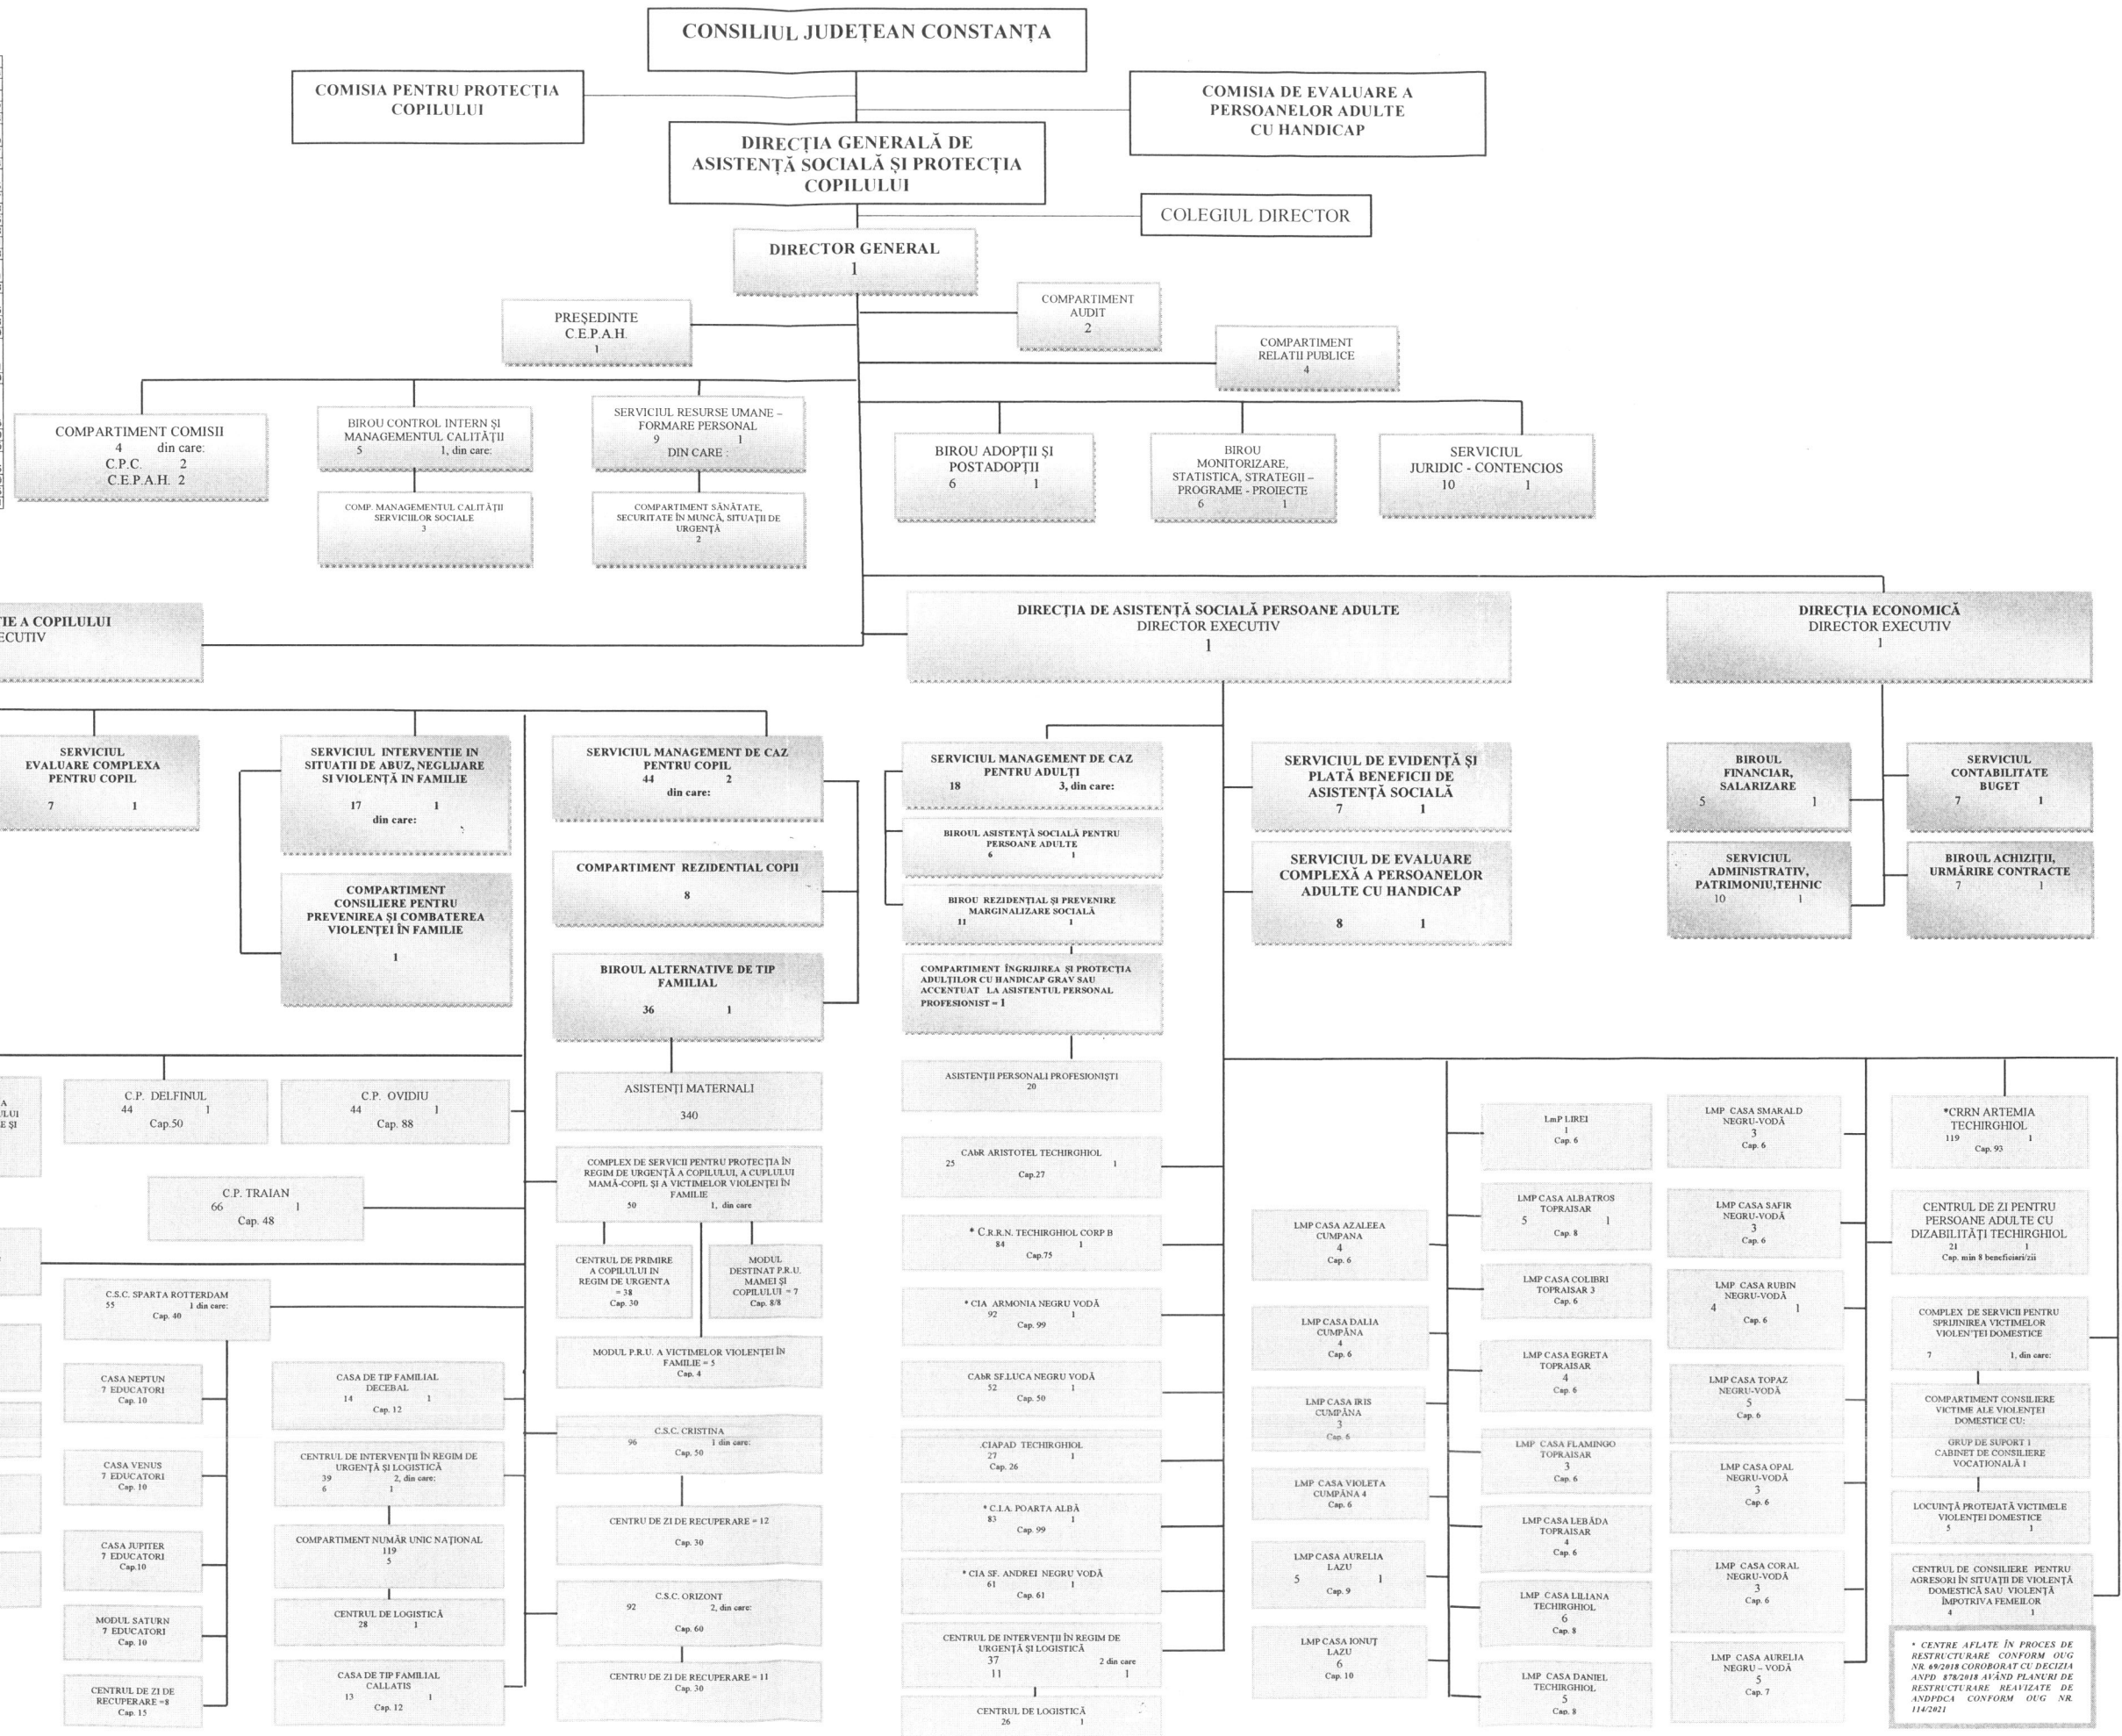 CONSILIUL JUDEȚEAN CONSTANȚA
COMISIA PENTRU PROTECȚIA
COPILULUI
COMISIA DE EVALUARE A
PERSOANELOR ADULTE
CU HANDICAP
DIRECȚIA GENERALĂ DE
ASISTENȚĂ SOCIALĂ ȘI PROTECȚIA
COPILULUI
COLEGIUL DIRECTOR
DIRECTOR GENERAL
1
PREȘEDINTE
C.E.P.A.H.
1
COMPARTIMENT
AUDIT
2
COMPARTIMENT
RELATII PUBLICE
4
COMPARTIMENT COMISII
4 din care:
C.P.C. 2
C.E.P.A.H. 2
BIROU CONTROL INTERN ȘI
MANAGEMENTUL CALITĂȚII
5 1, din care:
COMP. MANAGEMENTUL CALITĂȚII
SERVICIILOR SOCIALE
3
SERVICIUL RESURSE UMANE –
FORMARE PERSONAL
9 1
DIN CARE :
COMPARTIMENT SĂNĂTATE,
SECURITATE ÎN MUNCĂ, SITUAȚII DE
URGENȚĂ
2
BIROU ADOPȚII ȘI
POSTADOPȚII
6 1
BIROU
MONITORIZARE,
STATISTICA, STRATEGII –
PROGRAME - PROIECTE
6 1
SERVICIUL
JURIDIC - CONTENCIOS
10 1
ȚIE A COPILULUI
ECUTIV
DIRECȚIA DE ASISTENȚĂ SOCIALĂ PERSOANE ADULTE
DIRECTOR EXECUTIV
1
DIRECȚIA ECONOMICĂ
DIRECTOR EXECUTIV
1
SERVICIUL
EVALUARE COMPLEXA
PENTRU COPIL
7 1
SERVICIUL INTERVENTIE IN
SITUATII DE ABUZ, NEGLIJARE
SI VIOLENȚĂ IN FAMILIE
17 1
din care:
COMPARTIMENT
CONSILIERE PENTRU
PREVENIREA ȘI COMBATEREA
VIOLENȚEI ÎN FAMILIE
1
SERVICIUL MANAGEMENT DE CAZ
PENTRU COPIL
44 2
din care:
COMPARTIMENT REZIDENTIAL COPII
8
BIROUL ALTERNATIVE DE TIP
FAMILIAL
36 1
ASISTENȚI MATERNALI
340
SERVICIUL MANAGEMENT DE CAZ
PENTRU ADULȚI
18 3, din care:
BIROUL ASISTENȚĂ SOCIALĂ PENTRU
PERSOANE ADULTE
6 1
BIROU REZIDENȚIAL ȘI PREVENIRE
MARGINALIZARE SOCIALĂ
11 1
COMPARTIMENT ÎNGRIJIREA ȘI PROTECȚIA
ADULȚILOR CU HANDICAP GRAV SAU
ACCENTUAT LA ASISTENTUL PERSONAL
PROFESIONIST = 1
ASISTENȚII PERSONALI PROFESIONIȘTI
20
SERVICIUL DE EVIDENȚĂ ȘI
PLATĂ BENEFICII DE
ASISTENȚĂ SOCIALĂ
7 1
SERVICIUL DE EVALUARE
COMPLEXĂ A PERSOANELOR
ADULTE CU HANDICAP
8 1
BIROUL
FINANCIAR,
SALARIZARE
5 1
SERVICIUL
CONTABILITATE
BUGET
7 1
SERVICIUL
ADMINISTRATIV,
PATRIMONIU,TEHNIC
10 1
BIROUL ACHIZIȚII,
URMĂRIRE CONTRACTE
7 1
A
ULUI
E ȘI
C.P. DELFINUL
44 1
Cap.50
C.P. OVIDIU
44 1
Cap. 88
C.P. TRAIAN
66 1
Cap. 48
C.S.C. SPARTA ROTTERDAM
55 1 din care:
Cap. 40
CASA NEPTUN
7 EDUCATORI
Cap. 10
CASA VENUS
7 EDUCATORI
Cap. 10
CASA JUPITER
7 EDUCATORI
Cap.10
MODUL SATURN
7 EDUCATORI
Cap. 10
CENTRUL DE ZI DE
RECUPERARE =8
Cap. 15
CASA DE TIP FAMILIAL
DECEBAL
14 1
Cap. 12
CENTRUL DE INTERVENȚII ÎN REGIM DE
URGENȚĂ ȘI LOGISTICĂ
39 2, din care:
6 1
COMPARTIMENT NUMĂR UNIC NAȚIONAL
119
5
CENTRUL DE LOGISTICĂ
28 1
CASA DE TIP FAMILIAL
CALLATIS
13 1
Cap. 12
COMPLEX DE SERVICII PENTRU PROTECȚIA ÎN
REGIM DE URGENȚĂ A COPILULUI, A CUPLULUI
MAMĂ-COPIL ȘI A VICTIMELOR VIOLENȚEI ÎN
FAMILIE
50 1, din care
CENTRUL DE PRIMIRE
A COPILULUI IN
REGIM DE URGENTA
= 38
Cap. 30
MODUL
DESTINAT P.R.U.
MAMEI ȘI
COPILULUI = 7
Cap. 8/8
MODUL P.R.U. A VICTIMELOR VIOLENȚEI ÎN
FAMILIE = 5
Cap. 4
C.S.C. CRISTINA
96 1 din care:
Cap. 50
CENTRU DE ZI DE RECUPERARE = 12
Cap. 30
C.S.C. ORIZONT
92 2, din care:
Cap. 60
CENTRU DE ZI DE RECUPERARE = 11
Cap. 30
CAbR ARISTOTEL TECHIRGHIOL
25 1
Cap.27
* C.R.R.N. TECHIRGHIOL CORP B
84 1
Cap.75
* CIA ARMONIA NEGRU VODĂ
92 1
Cap. 99
CAbR SF.LUCA NEGRU VODĂ
52 1
Cap. 50
.CIAPAD TECHIRGHIOL
27 1
Cap. 26
* C.I.A. POARTA ALBĂ
83 1
Cap. 99
* CIA SF. ANDREI NEGRU VODĂ
61 1
Cap. 61
CENTRUL DE INTERVENȚII ÎN REGIM DE
URGENȚĂ ȘI LOGISTICĂ
37 2 din care
11 1
CENTRUL DE LOGISTICĂ
26 1
LMP CASA AZALEEA
CUMPANA
4
Cap. 6
LMP CASA DALIA
CUMPĂNA
4
Cap. 6
LMP CASA IRIS
CUMPĂNA
3
Cap. 6
LMP CASA VIOLETA
CUMPĂNA 4
Cap. 6
LMP CASA AURELIA
LAZU
5 1
Cap. 9
LMP CASA IONUȚ
LAZU
6
Cap. 10
LmP LIREI
1
Cap. 6
LMP CASA ALBATROS
TOPRAISAR
5 1
Cap. 8
LMP CASA COLIBRI
TOPRAISAR 3
Cap. 6
LMP CASA EGRETA
TOPRAISAR
4
Cap. 6
LMP CASA FLAMINGO
TOPRAISAR
3
Cap. 6
LMP CASA LEBĂDA
TOPRAISAR
4
Cap. 6
LMP CASA LILIANA
TECHIRGHIOL
6
Cap. 8
LMP CASA DANIEL
TECHIRGHIOL
5
Cap. 8
LMP CASA SMARALD
NEGRU-VODĂ
3
Cap. 6
LMP CASA SAFIR
NEGRU-VODĂ
3
Cap. 6
LMP CASA RUBIN
NEGRU-VODĂ
4 1
Cap. 6
LMP CASA TOPAZ
NEGRU-VODĂ
5
Cap. 6
LMP CASA OPAL
NEGRU-VODĂ
3
Cap. 6
LMP CASA CORAL
NEGRU-VODĂ
3
Cap. 6
LMP CASA AURELIA
NEGRU – VODĂ
5
Cap. 7
*CRRN ARTEMIA
TECHIRGHIOL
119 1
Cap. 93
CENTRUL DE ZI PENTRU
PERSOANE ADULTE CU
DIZABILITĂȚI TECHIRGHIOL
21 1
Cap. min 8 beneficiari/zii
COMPLEX DE SERVICII PENTRU
SPRIJINIREA VICTIMELOR
VIOLENȚEI DOMESTICE
7 1, din care:
COMPARTIMENT CONSILIERE
VICTIME ALE VIOLENȚEI
DOMESTICE CU:
GRUP DE SUPORT 1
CABINET DE CONSILIERE
VOCAȚIONALĂ 1
LOCUINȚĂ PROTEJATĂ VICTIMELE
VIOLENȚEI DOMESTICE
5 1
CENTRUL DE CONSILIERE PENTRU
AGRESORI ÎN SITUAȚII DE VIOLENȚĂ
DOMESTICĂ SAU VIOLENȚĂ
ÎMPOTRIVA FEMEILOR
4 1
* CENTRE AFLATE ÎN PROCES DE
RESTRUCTURARE CONFORM OUG
NR. 69/2018 COROBORAT CU DECIZIA
ANPD 878/2018 AVÂND PLANURI DE
RESTRUCTURARE REAVIZATE DE
ANDPDCA CONFORM OUG NR.
114/2021